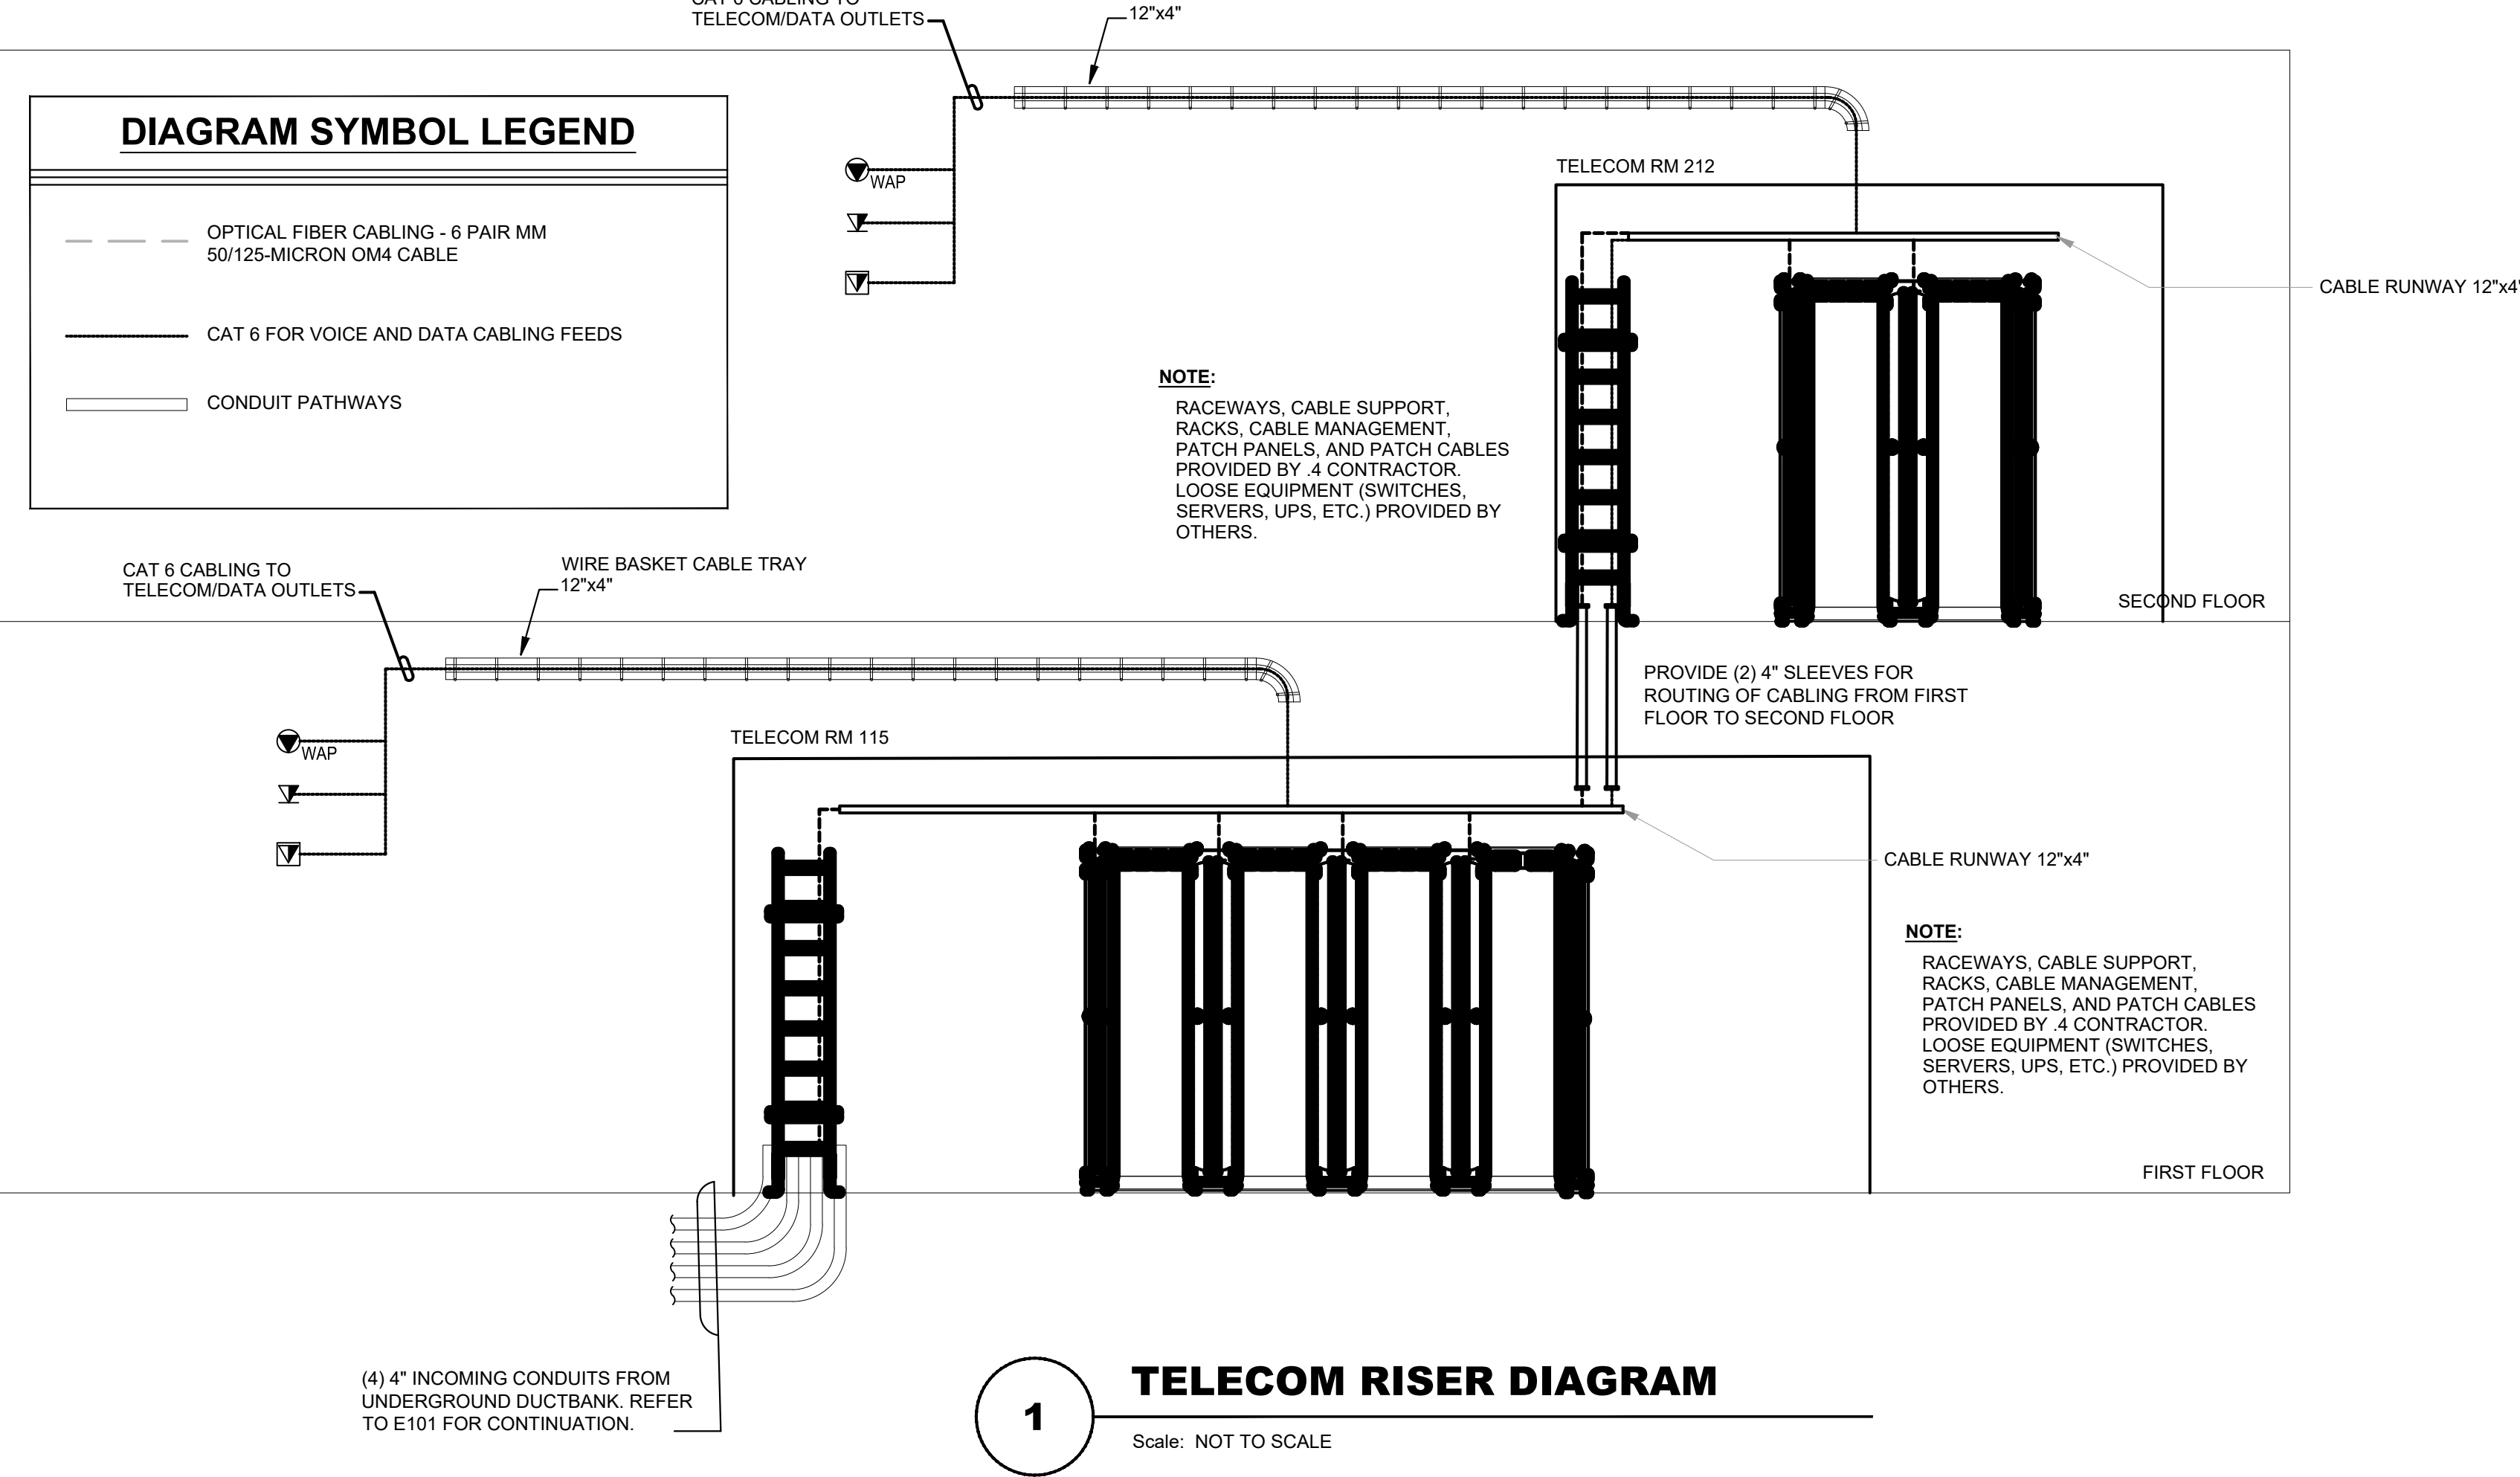 TELECOM/DATA OUTLETS
12"x4"
DIAGRAM SYMBOL LEGEND
OPTICAL FIBER CABLING - 6 PAIR MM
50/125-MICRON OM4 CABLE
CAT 6 FOR VOICE AND DATA CABLING FEEDS
CONDUIT PATHWAYS
WAP
TELECOM RM 212
CABLE RUNWAY 12"x4"
NOTE:
RACEWAYS, CABLE SUPPORT,
RACKS, CABLE MANAGEMENT,
PATCH PANELS, AND PATCH CABLES
PROVIDED BY .4 CONTRACTOR.
LOOSE EQUIPMENT (SWITCHES,
SERVERS, UPS, ETC.) PROVIDED BY
OTHERS.
SECOND FLOOR
CAT 6 CABLING TO
TELECOM/DATA OUTLETS
WIRE BASKET CABLE TRAY
12"x4"
PROVIDE (2) 4" SLEEVES FOR
ROUTING OF CABLING FROM FIRST
FLOOR TO SECOND FLOOR
WAP
TELECOM RM 115
CABLE RUNWAY 12"x4"
NOTE:
RACEWAYS, CABLE SUPPORT,
RACKS, CABLE MANAGEMENT,
PATCH PANELS, AND PATCH CABLES
PROVIDED BY .4 CONTRACTOR.
LOOSE EQUIPMENT (SWITCHES,
SERVERS, UPS, ETC.) PROVIDED BY
OTHERS.
FIRST FLOOR
(4) 4" INCOMING CONDUITS FROM
UNDERGROUND DUCTBANK. REFER
TO E101 FOR CONTINUATION.
1
TELECOM RISER DIAGRAM
Scale: NOT TO SCALE